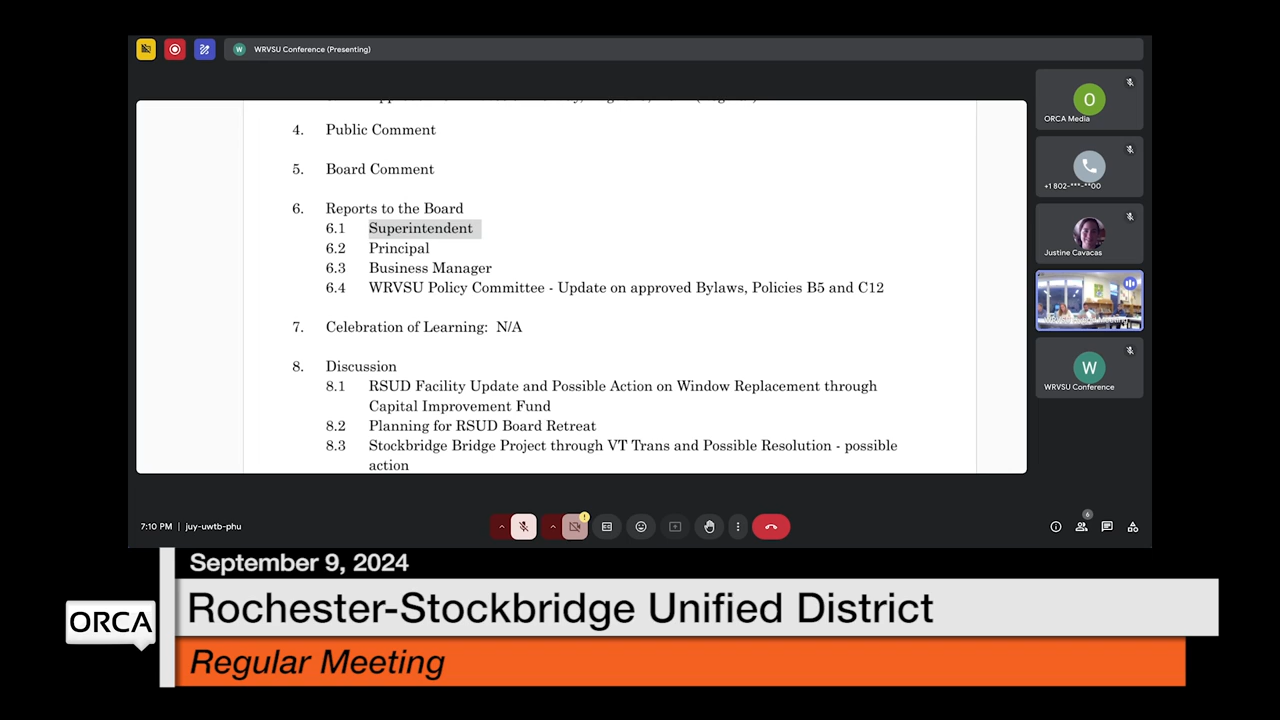 W WRVSU Conference (Presenting)
4. Public Comment
5. Board Comment
6. Reports to the Board
6.1 Superintendent
6.2 Principal
6.3 Business Manager
6.4 WRVSU Policy Committee - Update on approved Bylaws, Policies B5 and C12
7. Celebration of Learning: N/A
8. Discussion
8.1 RSUD Facility Update and Possible Action on Window Replacement through
Capital Improvement Fund
8.2 Planning for RSUD Board Retreat
8.3 Stockbridge Bridge Project through VT Trans and Possible Resolution - possible
action
O
ORCA Media
+1 802-***-**00
Justine Cavacas
W
WRVSU Conference
7:10 PM | juy-uwtb-phu
6
September 9, 2024
ORCA
Rochester-Stockbridge Unified District
Regular Meeting